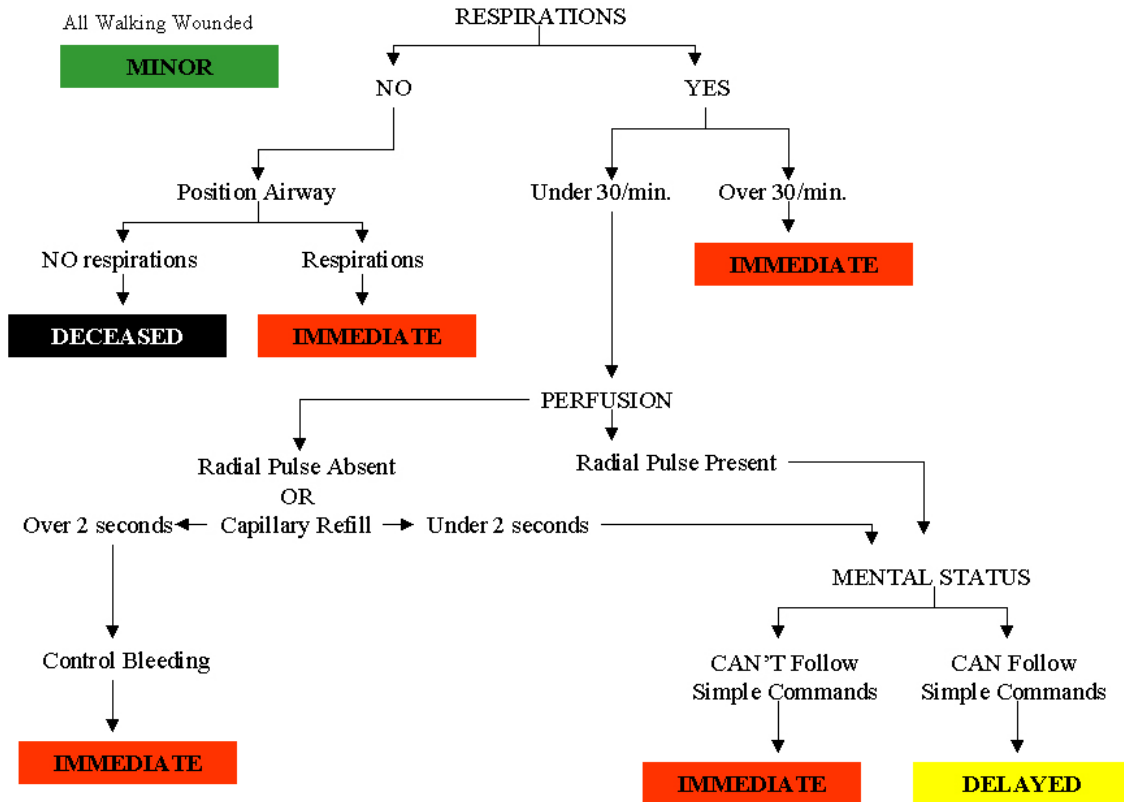 All Walking Wounded
MINOR
RESPIRATIONS
NO
YES
Position Airway
Under 30/min.
Over 30/min.
NO respirations
Respirations
IMMEDIATE
DECEASED
IMMEDIATE
PERFUSION
Radial Pulse Absent
OR
Radial Pulse Present
Over 2 seconds
Capillary Refill
Under 2 seconds
MENTAL STATUS
Control Bleeding
CAN'T Follow
Simple Commands
CAN Follow
Simple Commands
IMMEDIATE
IMMEDIATE
DELAYED